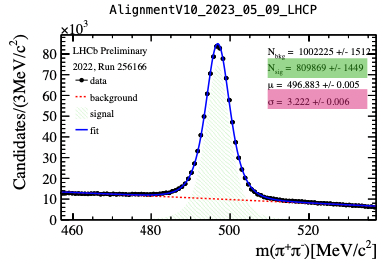 AlignmentV10_2023_05_09_LHCP
×10³
Candidates/(3MeV/c²)
80
70
60
50
40
30
20
10
0
LHCb Preliminary
2022, Run 256166
data
background
signal
fit
N_bkg = 1002225 +/- 1512
N_sig = 809869 +/- 1449
μ = 496.883 +/- 0.005
σ = 3.222 +/- 0.006
460 480 500 520
m(π⁺π⁻)[MeV/c²]